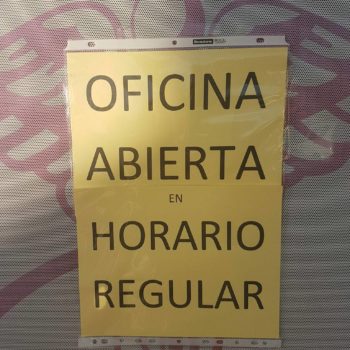 OFICINA
ABIERTA
EN
HORARIO
REGULAR